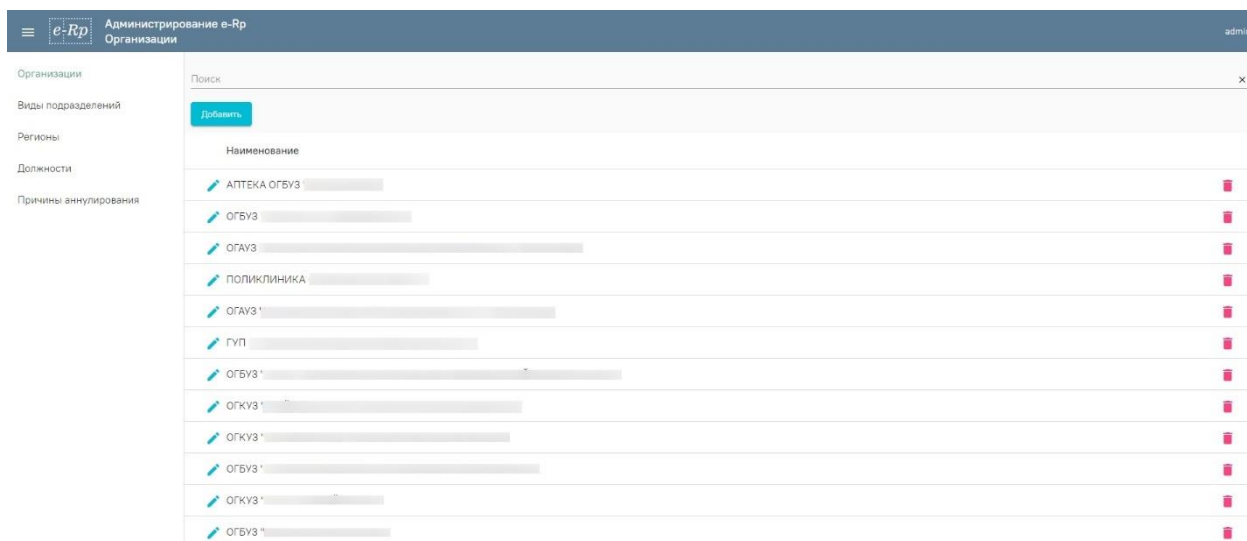 e-Rp
Администрирование e-Rp
Организации
admi
Организации
Виды подразделений
Регионы
Должности
Причины аннулирования
Поиск
Добавить
Наименование
АПТЕКА ОГБУЗ '
ОГБУЗ
ОГАУЗ
ПОЛИКЛИНИКА
ОГАУЗ '
ГУП
ОГБУЗ '
ОГКУЗ '
ОГКУЗ '
ОГБУЗ '
ОГКУЗ '
ОГБУЗ "